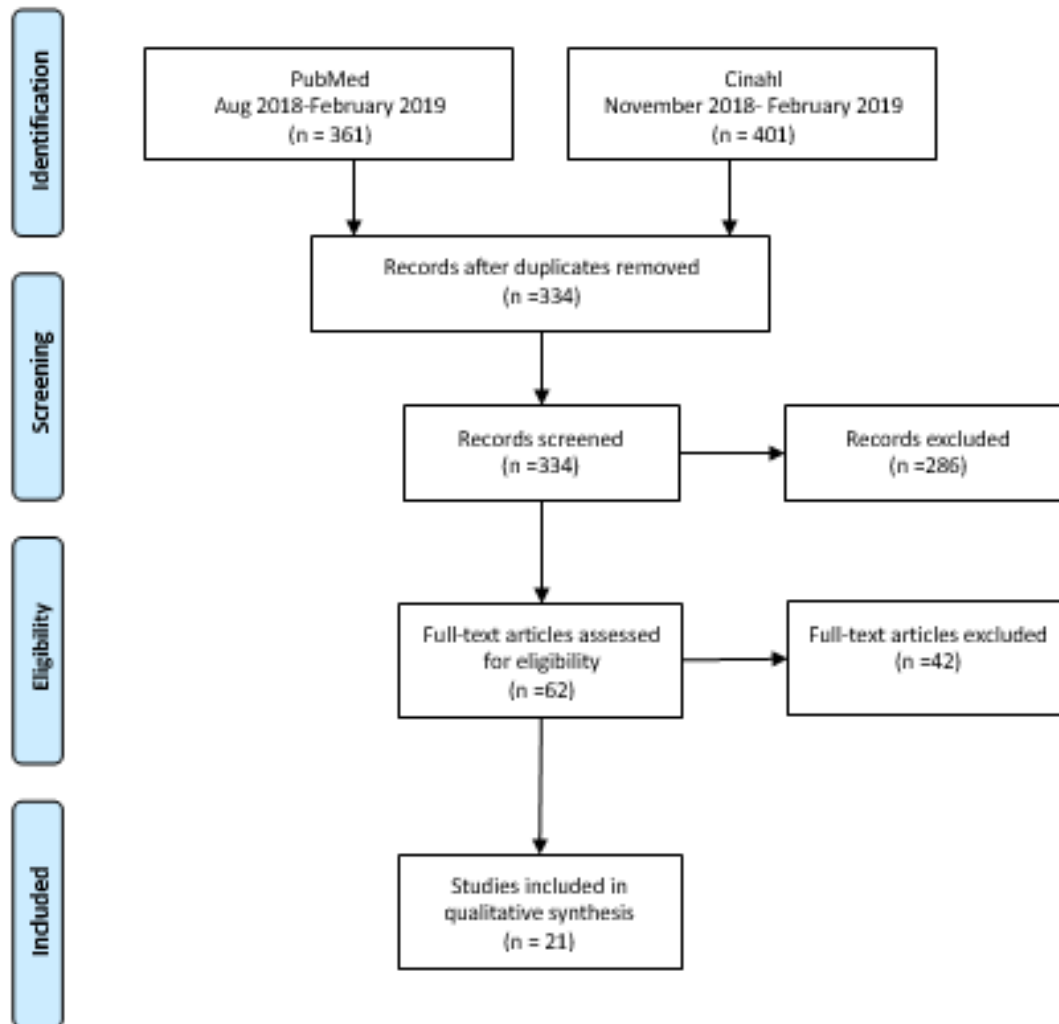 Identification
PubMed
Aug 2018-February 2019
(n = 361)
Cinahl
November 2018- February 2019
(n = 401)
Records after duplicates removed
(n =334)
Screening
Records screened
(n =334)
Records excluded
(n =286)
Eligibility
Full-text articles assessed
for eligibility
(n =62)
Full-text articles excluded
(n =42)
Included
Studies included in
qualitative synthesis
(n = 21)